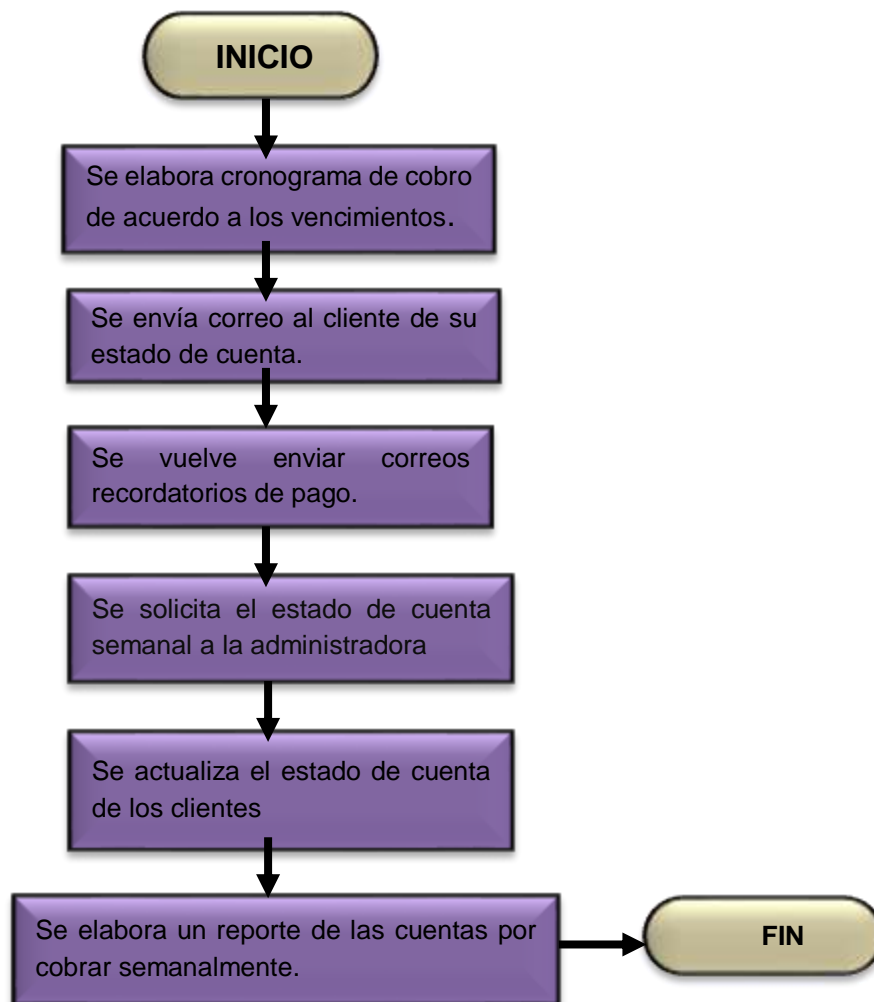 INICIO
Se elabora cronograma de cobro
de acuerdo a los vencimientos.
Se envía correo al cliente de su
estado de cuenta.
Se vuelve enviar correos
recordatorios de pago.
Se solicita el estado de cuenta
semanal a la administradora
Se actualiza el estado de cuenta
de los clientes
Se elabora un reporte de las cuentas por
cobrar semanalmente.
FIN